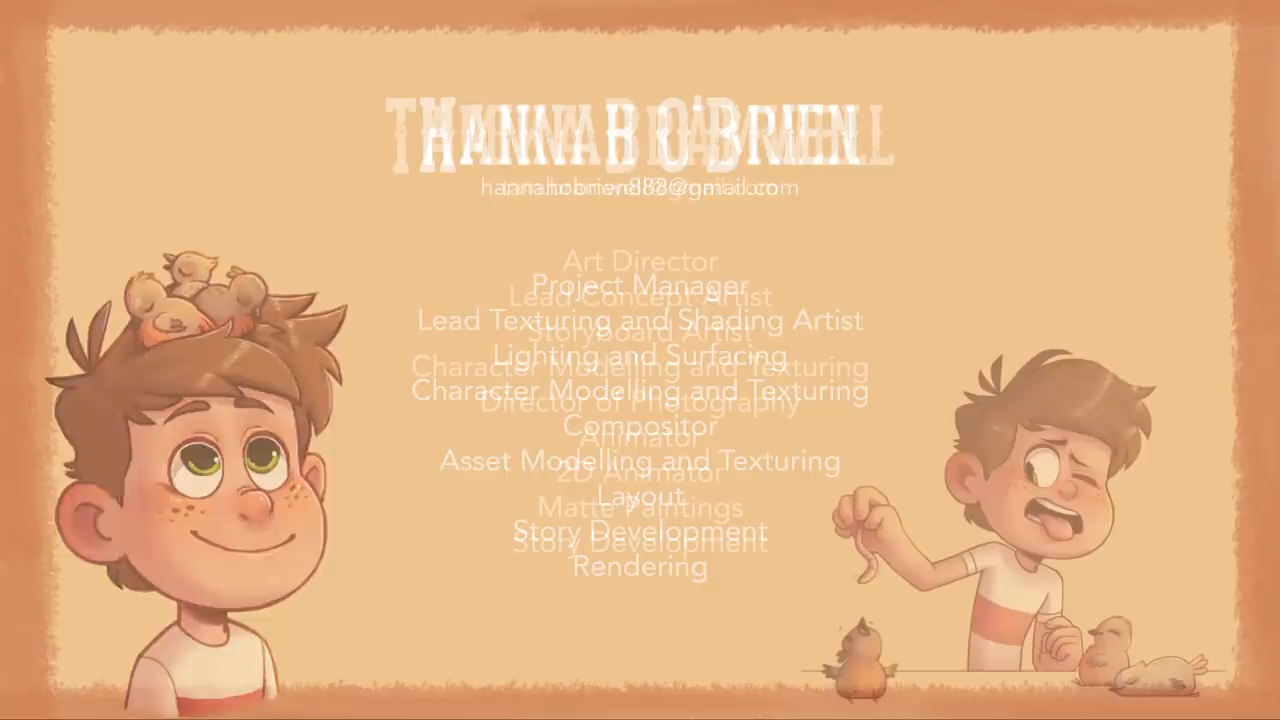 HANNAH O'BRIEN
Art Director
Project Manager
Lead Concept Artist
Lead Texturing and Shading Artist
Storyboard Artist
Lighting and Surfacing
Character Modelling and Texturing
Character Modelling and Texturing
Director of Photography
Compositor
Animator
Asset Modelling and Texturing
2D Animator
Layout
Matte Paintings
Story Development
Story Development
Rendering